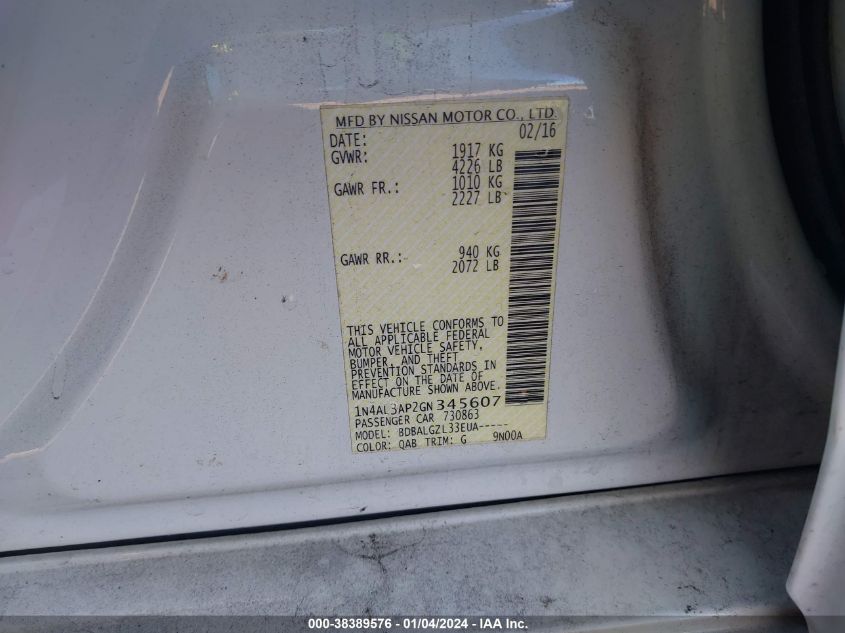 MFD BY NISSAN MOTOR CO., LTD.
DATE: 02/16
GVWR: 1917 KG
4226 LB
GAWR FR.: 1010 KG
2227 LB
GAWR RR.: 940 KG
2072 LB
THIS VEHICLE CONFORMS TO
ALL APPLICABLE FEDERAL
MOTOR VEHICLE SAFETY,
BUMPER, AND THEFT
PREVENTION STANDARDS IN
EFFECT ON THE DATE OF
MANUFACTURE SHOWN ABOVE.
1N4AL3AP2GN345607
PASSENGER CAR 730863
MODEL: BDBALGZL33EUA-----
COLOR: QAB TRIM: G 9N00A
000-38389576 - 01/04/2024 - IAA Inc.